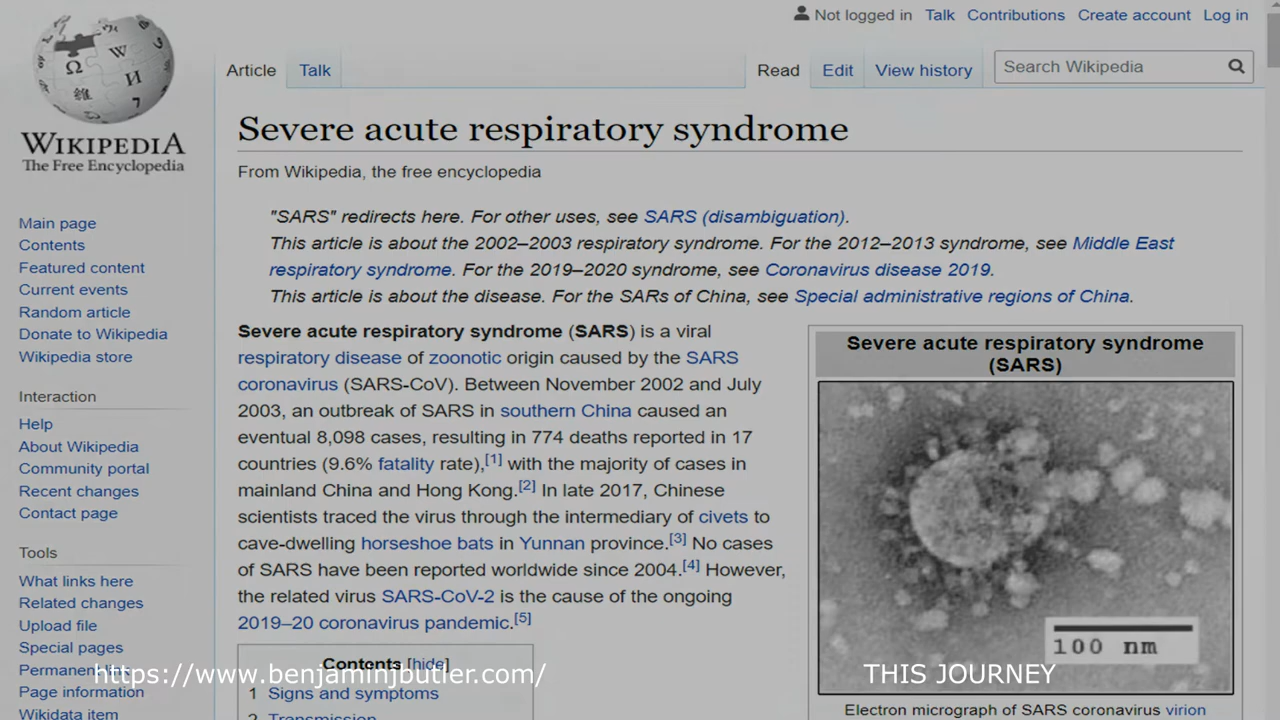 Not logged in Talk Contributions Create account Log in
Article Talk Read Edit View history Search Wikipedia
WIKIPEDIA
The Free Encyclopedia
Main page
Contents
Featured content
Current events
Random article
Donate to Wikipedia
Wikipedia store
Interaction
Help
About Wikipedia
Community portal
Recent changes
Contact page
Tools
What links here
Related changes
Upload file
Special pages
Permanent link
Page information
Wikidata item
Severe acute respiratory syndrome
From Wikipedia, the free encyclopedia
"SARS" redirects here. For other uses, see SARS (disambiguation).
This article is about the 2002–2003 respiratory syndrome. For the 2012–2013 syndrome, see Middle East
respiratory syndrome. For the 2019–2020 syndrome, see Coronavirus disease 2019.
This article is about the disease. For the SARs of China, see Special administrative regions of China.
Severe acute respiratory syndrome (SARS) is a viral
respiratory disease of zoonotic origin caused by the SARS
coronavirus (SARS-CoV). Between November 2002 and July
2003, an outbreak of SARS in southern China caused an
eventual 8,098 cases, resulting in 774 deaths reported in 17
countries (9.6% fatality rate),[1] with the majority of cases in
mainland China and Hong Kong.[2] In late 2017, Chinese
scientists traced the virus through the intermediary of civets to
cave-dwelling horseshoe bats in Yunnan province.[3] No cases
of SARS have been reported worldwide since 2004.[4] However,
the related virus SARS-CoV-2 is the cause of the ongoing
2019–20 coronavirus pandemic.[5]
Contents [hide]
1 Signs and symptoms
2 Transmission
Severe acute respiratory syndrome
(SARS)
100 nm
Electron micrograph of SARS coronavirus virion
https://www.benjaminjbutler.com/
THIS JOURNEY